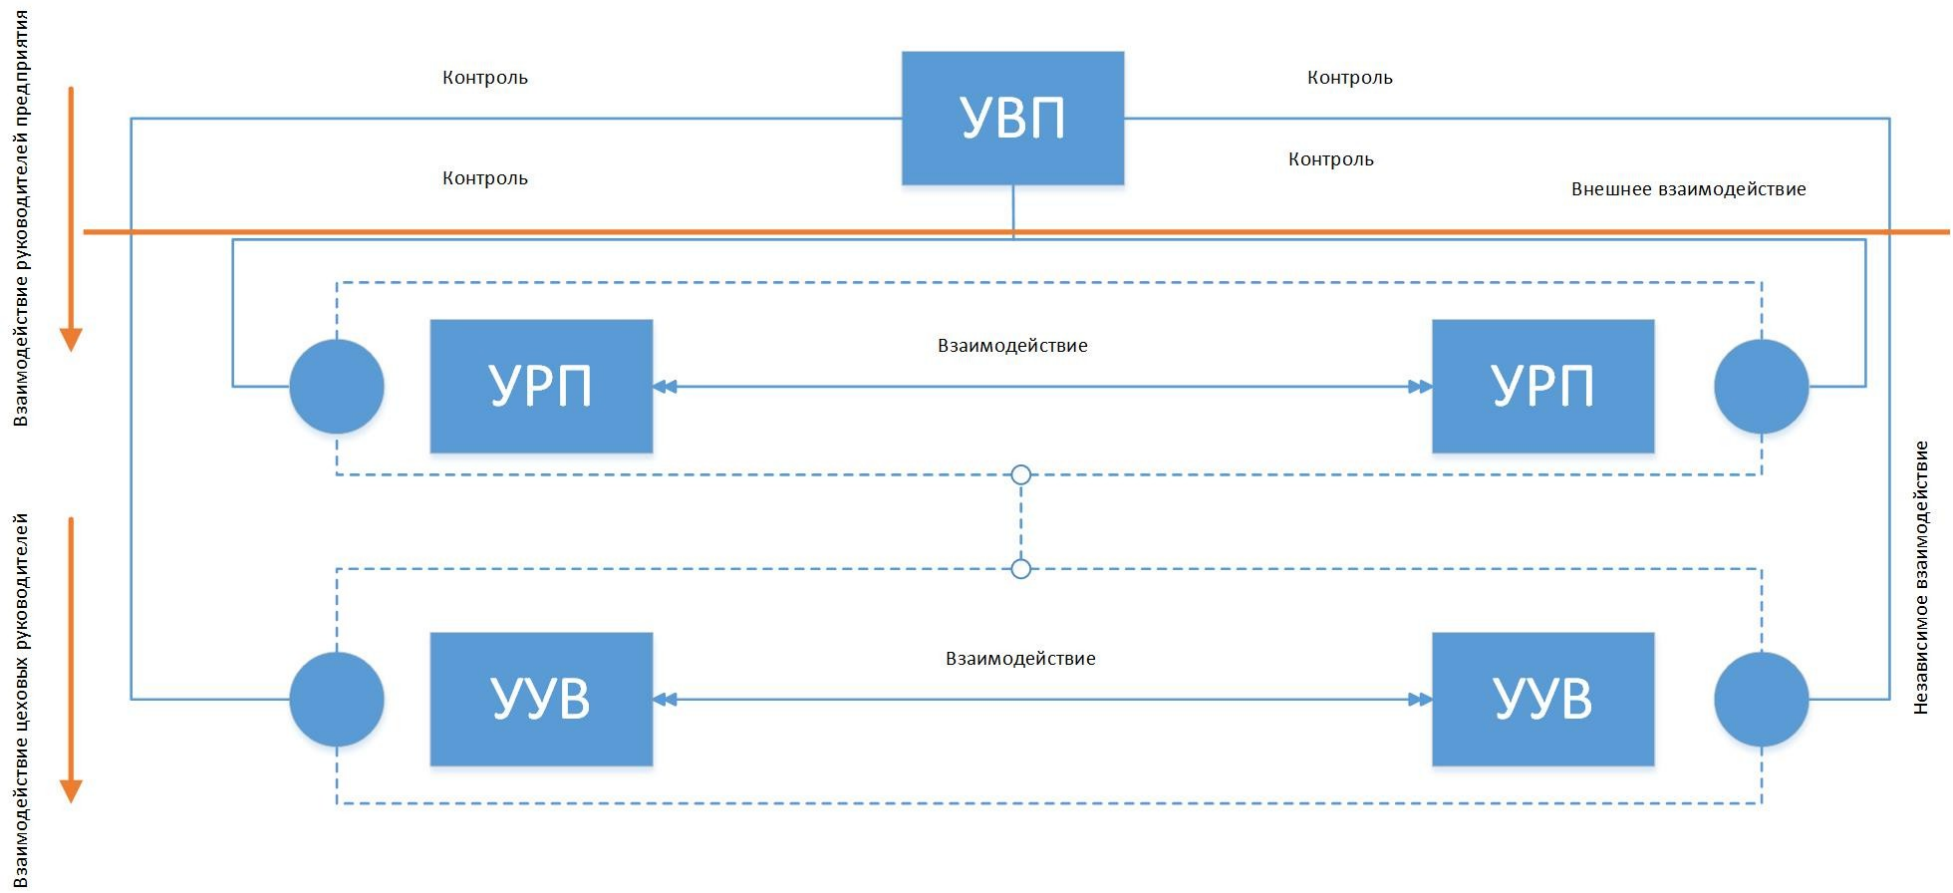 Взаимодействие руководителей предприятия
Контроль
УВП
Контроль
Контроль
Контроль
Внешнее взаимодействие
УРП
Взаимодействие
УРП
Взаимодействие цеховых руководителей
УУВ
Взаимодействие
УУВ
Независимое взаимодействие